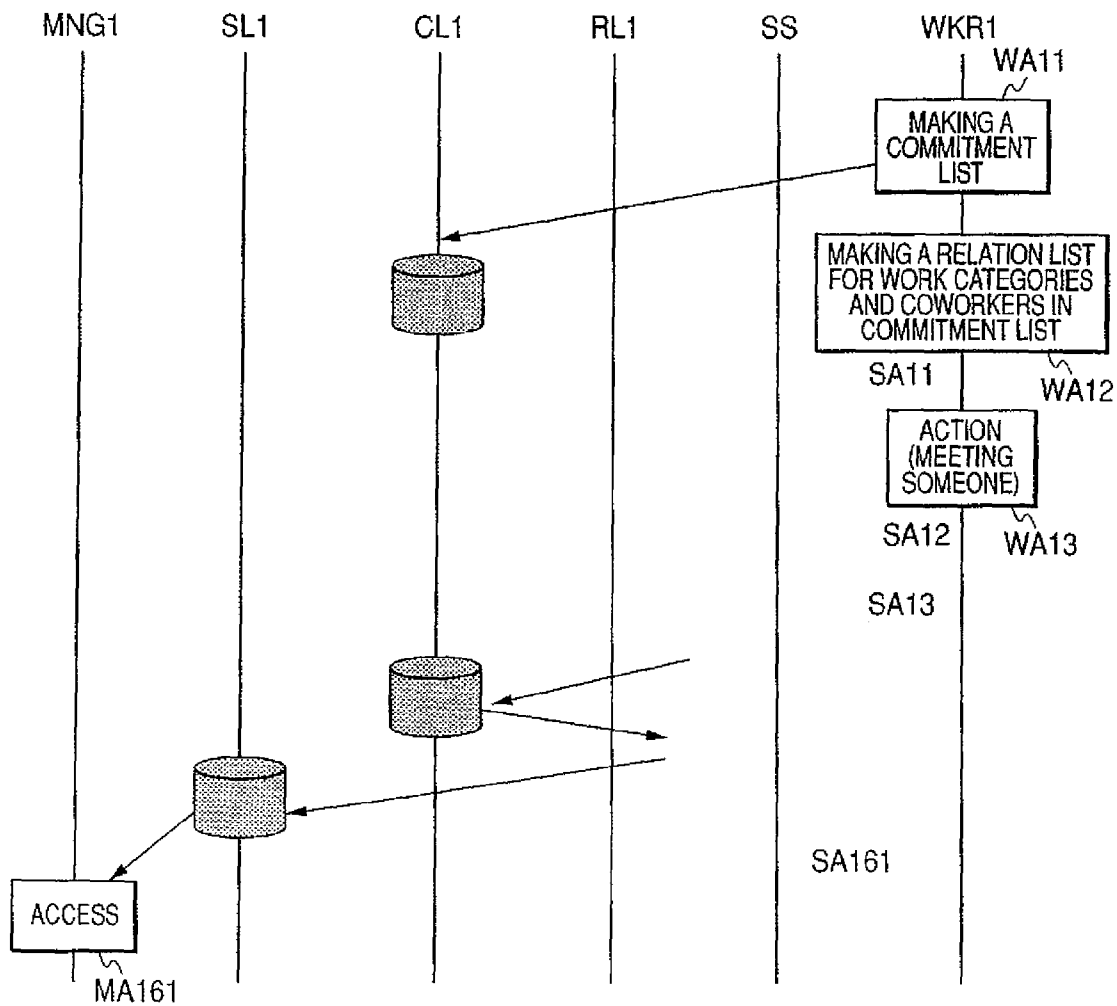 MNG1 SL1 CL1 RL1 SS WKR1
WA11
MAKING A
COMMITMENT
LIST
MAKING A RELATION LIST
FOR WORK CATEGORIES
AND COWORKERS IN
COMMITMENT LIST
SA11
WA12
ACTION
(MEETING
SOMEONE)
SA12
WA13
SA13
SA161
ACCESS
MA161